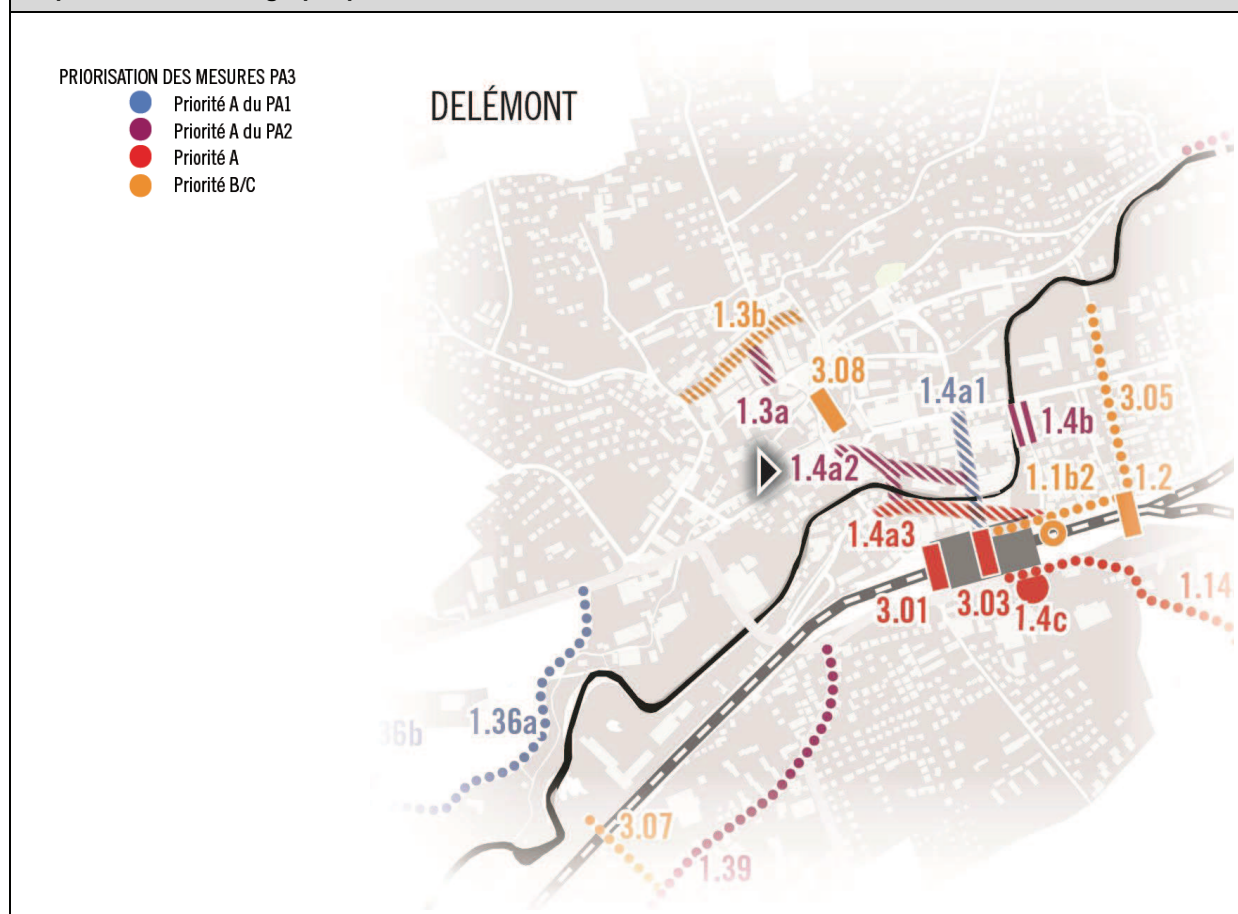 PRIORISATION DES MESURES PA3
Priorité A du PA1
Priorité A du PA2
Priorité A
Priorité B/C
DELÉMONT
1.3b
3.08
1.3a
1.4a1
3.05
1.4b
1.4a2
1.1b2
1.2
1.4a3
3.01
3.03
1.4c
1.14
1.36a
36b
3.07
1.39